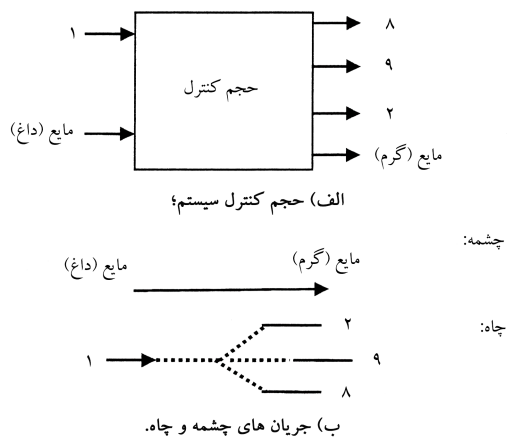 ۱
مایع (داغ)
حجم کنترل
۸
۹
۲
مایع (گرم)
الف) حجم کنترل سیستم؛
چشمه:
مایع (داغ)
مایع (گرم)
چاه:
۱
۲
۹
۸
ب) جریان های چشمه و چاه.